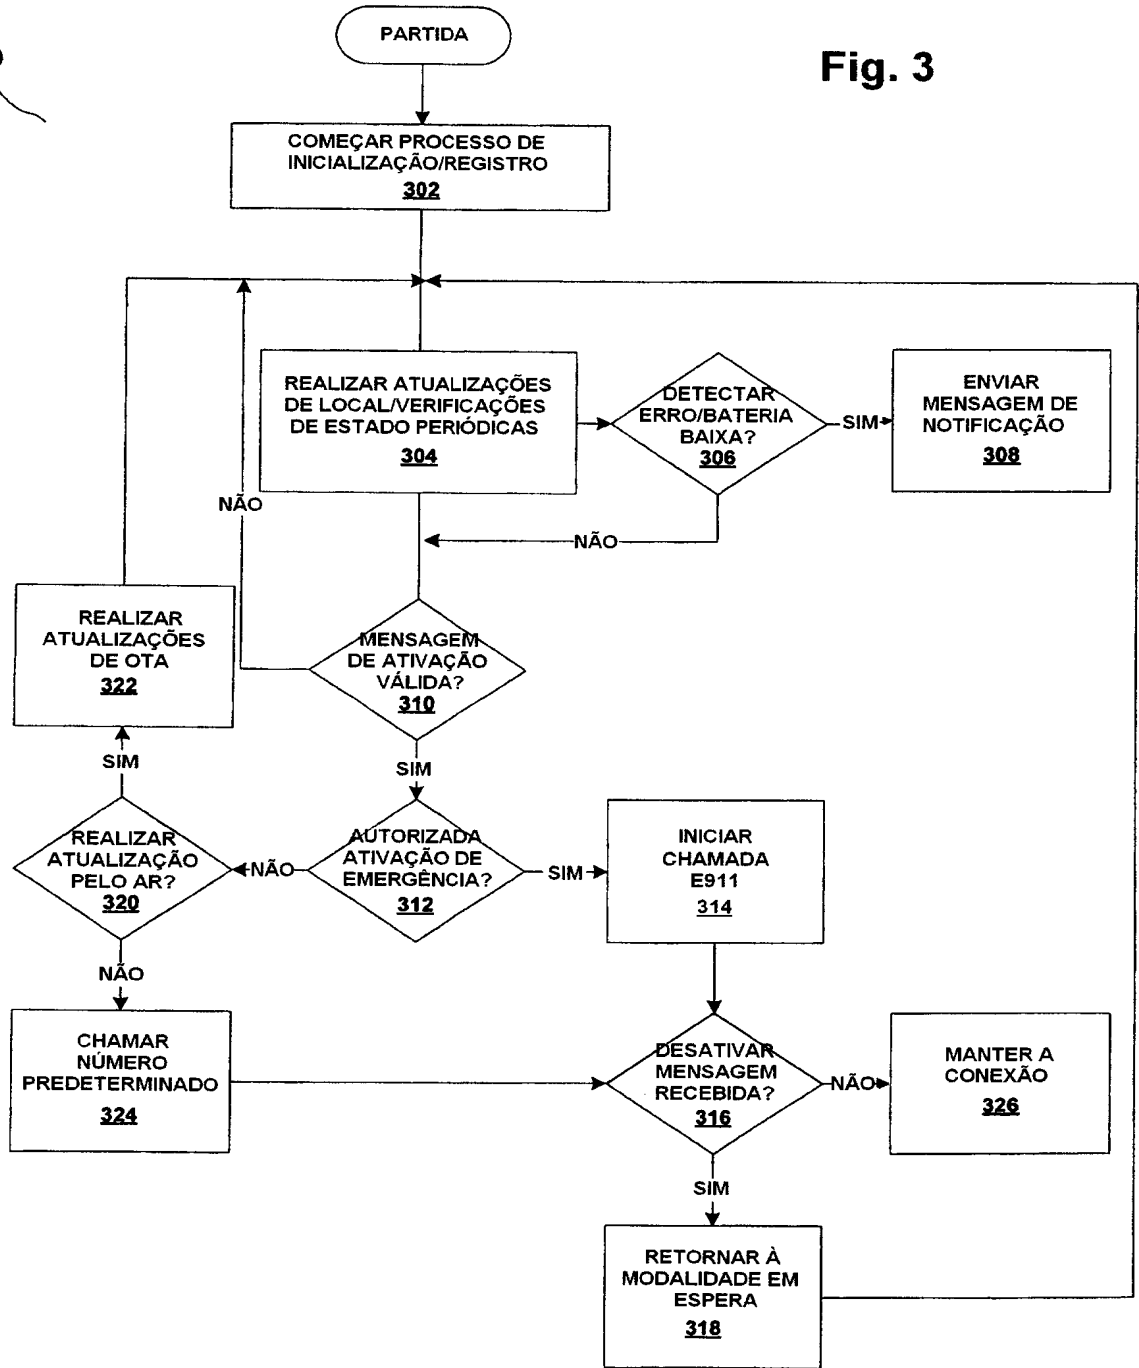 PARTIDA
Fig. 3
COMEÇAR PROCESSO DE
INICIALIZAÇÃO/REGISTRO
302
REALIZAR ATUALIZAÇÕES
DE LOCAL/VERIFICAÇÕES
DE ESTADO PERIÓDICAS
304
DETECTAR
ERRO/BATERIA
BAIXA?
306
SIM
ENVIAR
MENSAGEM DE
NOTIFICAÇÃO
308
NÃO
NÃO
REALIZAR
ATUALIZAÇÕES
DE OTA
322
MENSAGEM
DE ATIVAÇÃO
VÁLIDA?
310
SIM
SIM
REALIZAR
ATUALIZAÇÃO
PELO AR?
320
NÃO
AUTORIZADA
ATIVAÇÃO DE
EMERGÊNCIA?
312
SIM
INICIAR
CHAMADA
E911
314
NÃO
CHAMAR
NÚMERO
PREDETERMINADO
324
DESATIVAR
MENSAGEM
RECEBIDA?
316
NÃO
MANTER A
CONEXÃO
326
SIM
RETORNAR À
MODALIDADE EM
ESPERA
318